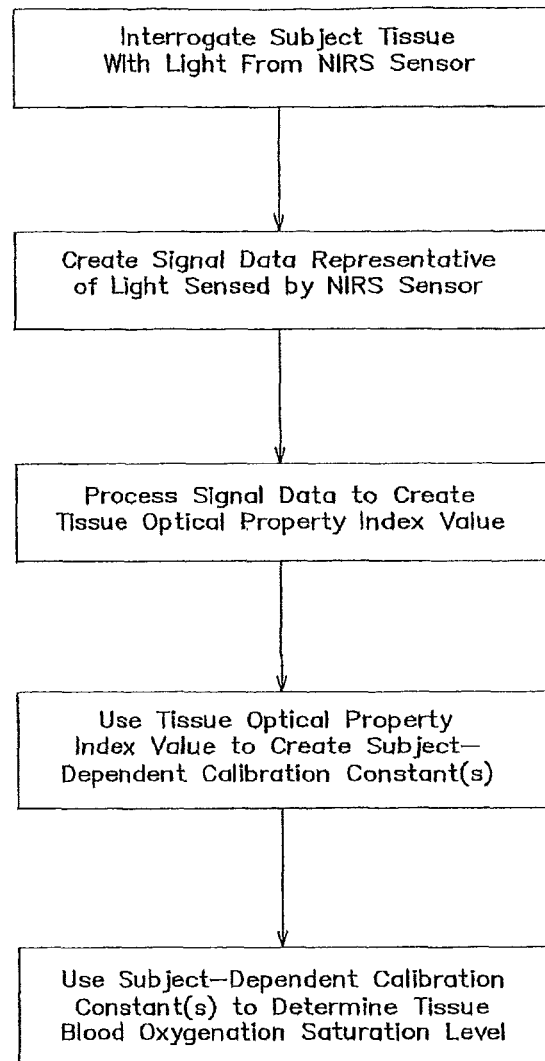 Interrogate Subject Tissue
With Light From NIRS Sensor
Create Signal Data Representative
of Light Sensed by NIRS Sensor
Process Signal Data to Create
Tissue Optical Property Index Value
Use Tissue Optical Property
Index Value to Create Subject–
Dependent Calibration Constant(s)
Use Subject–Dependent Calibration
Constant(s) to Determine Tissue
Blood Oxygenation Saturation Level